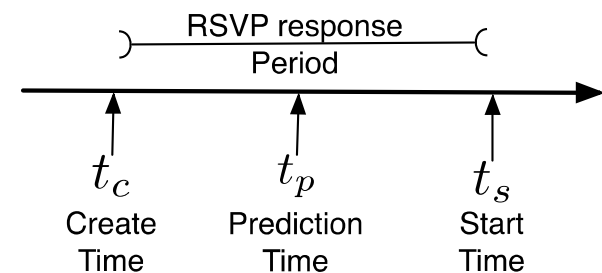 RSVP response
Period
t_c t_p t_s
Create Prediction Start
Time Time Time